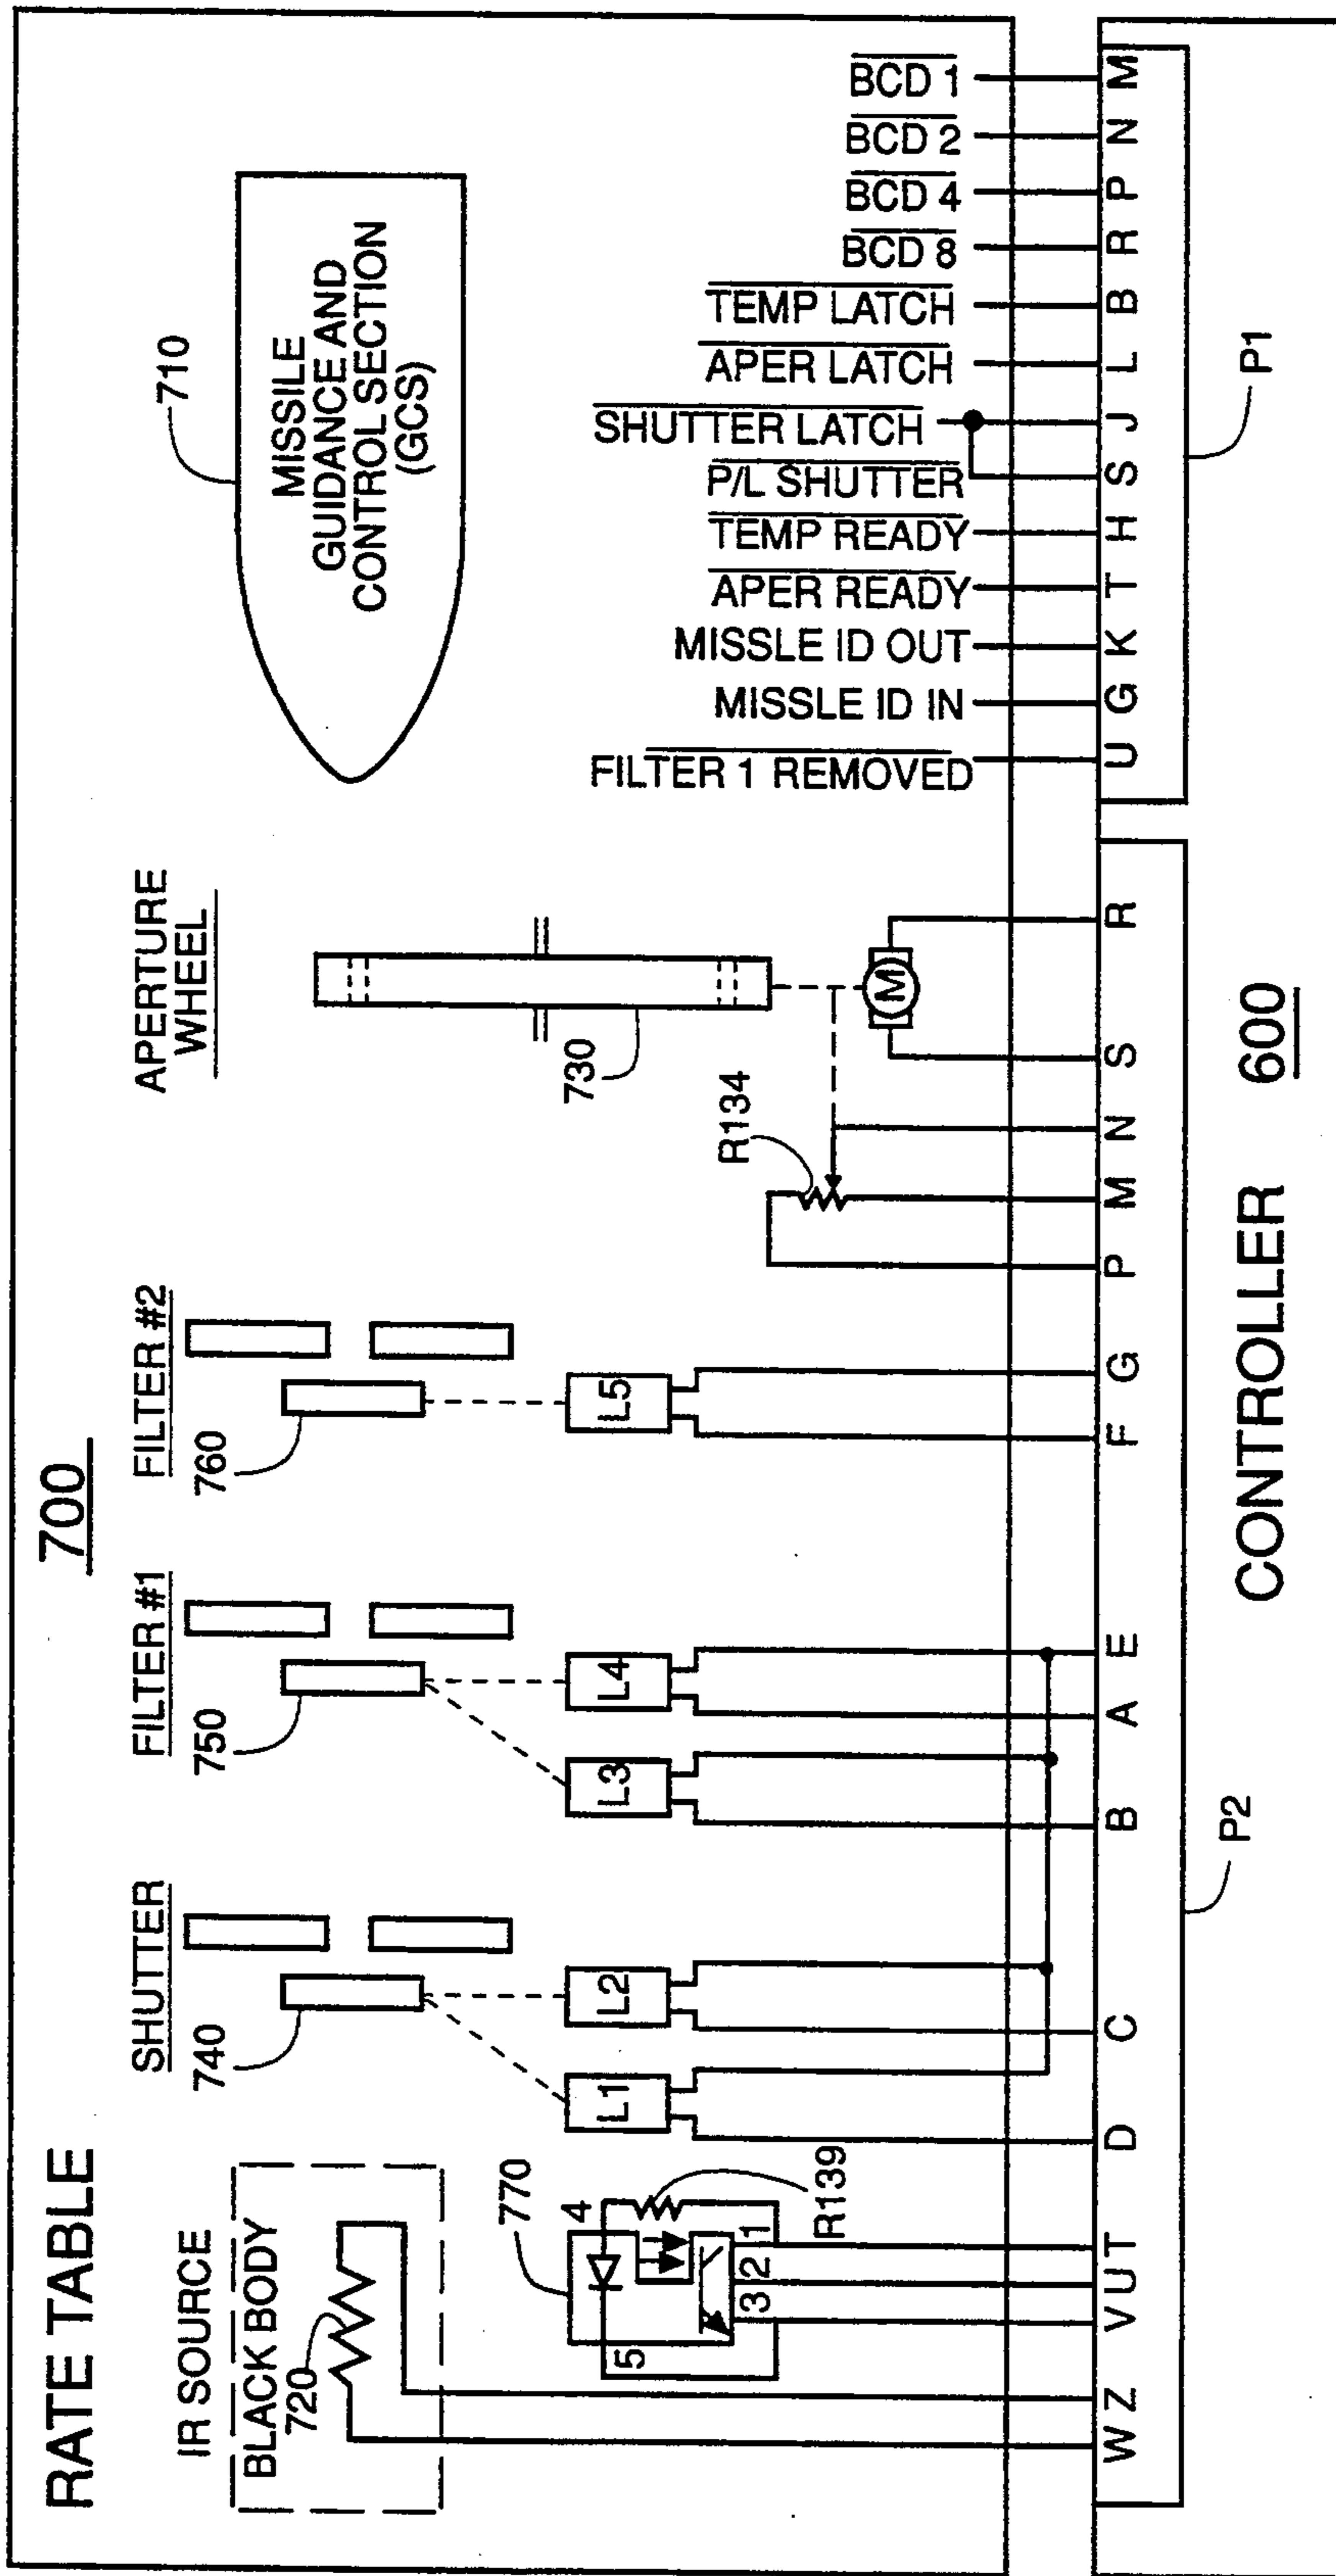 RATE TABLE
700
IR SOURCE
BLACK BODY
720
SHUTTER
740
FILTER #1
750
FILTER #2
760
APERTURE
WHEEL
730
710
MISSILE
GUIDANCE AND
CONTROL SECTION
(GCS)
770
4
5
3
2
1
R139
L1
L2
L3
L4
L5
R134
M
FILTER 1 REMOVED
MISSLE ID IN
MISSLE ID OUT
APER READY
TEMP READY
P/L SHUTTER
SHUTTER LATCH
APER LATCH
TEMP LATCH
BCD 8
BCD 4
BCD 2
BCD 1
W Z V U T D C B A E F G P M N S R
U G K T H S J L B R P N M
P2
P1
CONTROLLER 600